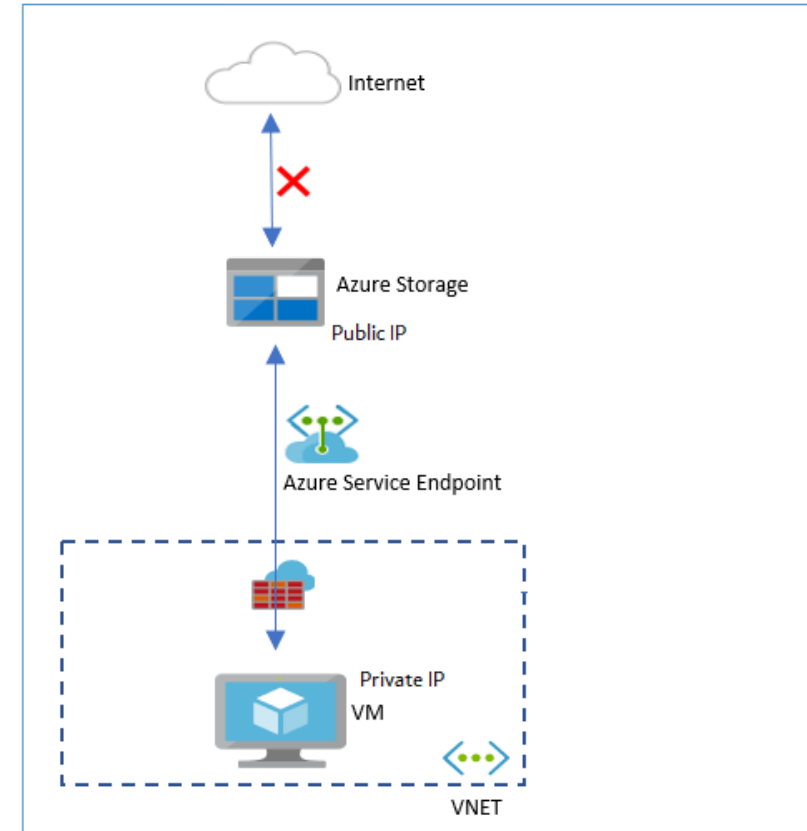 Internet
Azure Storage
Public IP
Azure Service Endpoint
Private IP
VM
VNET